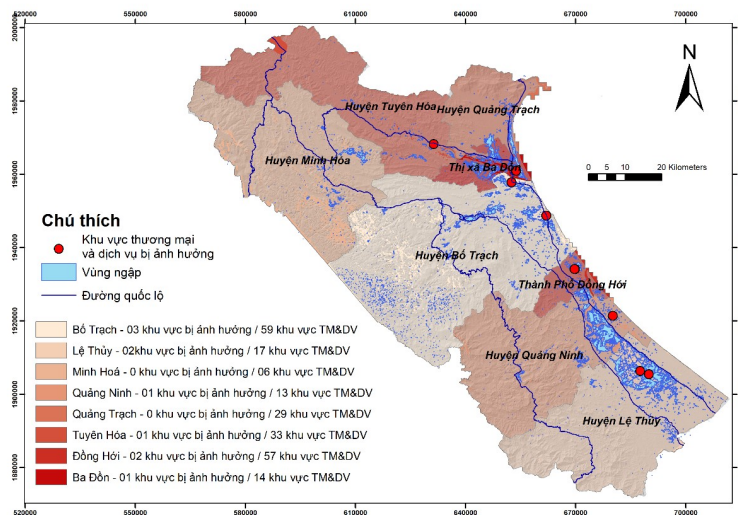 520000 550000 580000 610000 640000 670000 700000
2000000
1980000
1960000
1940000
1920000
1900000
1880000
N
0 5 10 20 Kilometers
Huyện Tuyên Hóa
Huyện Quảng Trạch
Huyện Minh Hóa
Thị xã Ba Đồn
Huyện Bố Trạch
Thành Phố Đồng Hới
Huyện Quảng Ninh
Huyện Lệ Thủy
Chú thích
Khu vực thương mại
và dịch vụ bị ảnh hưởng
Vùng ngập
Đường quốc lộ
Bố Trạch - 03 khu vực bị ảnh hưởng / 59 khu vực TM&DV
Lệ Thủy - 02khu vực bị ảnh hưởng / 17 khu vực TM&DV
Minh Hoá - 0 khu vực bị ảnh hưởng / 06 khu vực TM&DV
Quảng Ninh - 01 khu vực bị ảnh hưởng / 13 khu vực TM&DV
Quảng Trạch - 0 khu vực bị ảnh hưởng / 29 khu vực TM&DV
Tuyên Hóa - 01 khu vực bị ảnh hưởng / 33 khu vực TM&DV
Đồng Hới - 02 khu vực bị ảnh hưởng / 57 khu vực TM&DV
Ba Đồn - 01 khu vực bị ảnh hưởng / 14 khu vực TM&DV
520000 550000 580000 610000 640000 670000 700000